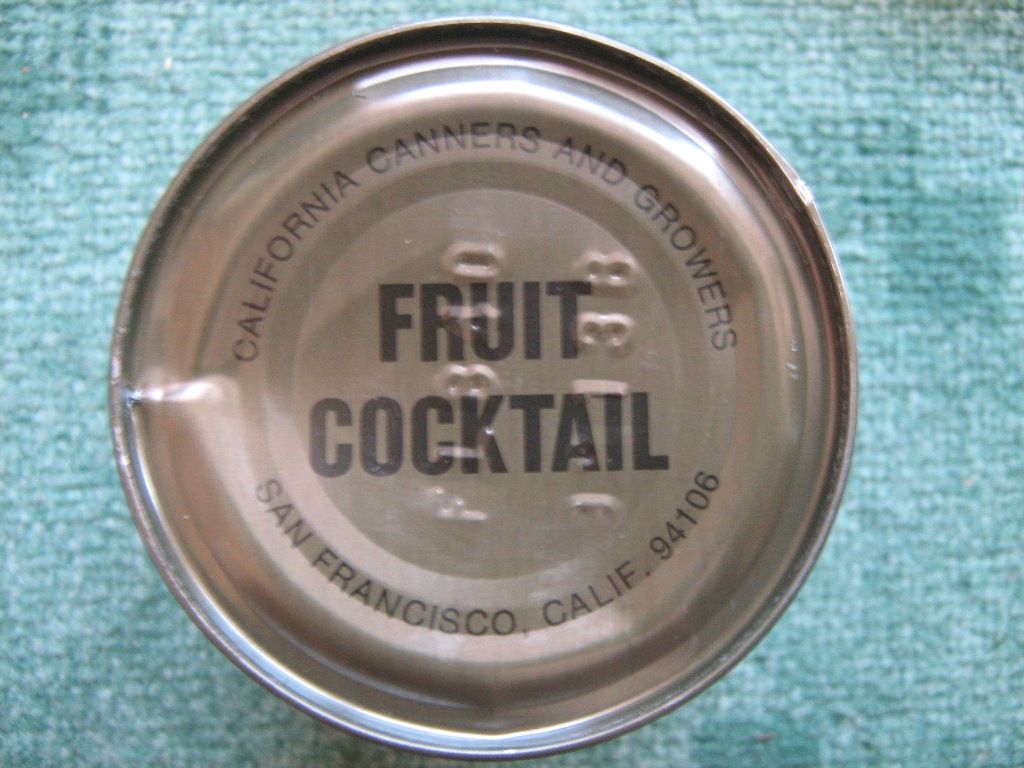 CALIFORNIA CANNERS AND GROWERS
FRUIT
COCKTAIL
SAN FRANCISCO, CALIF. 94106